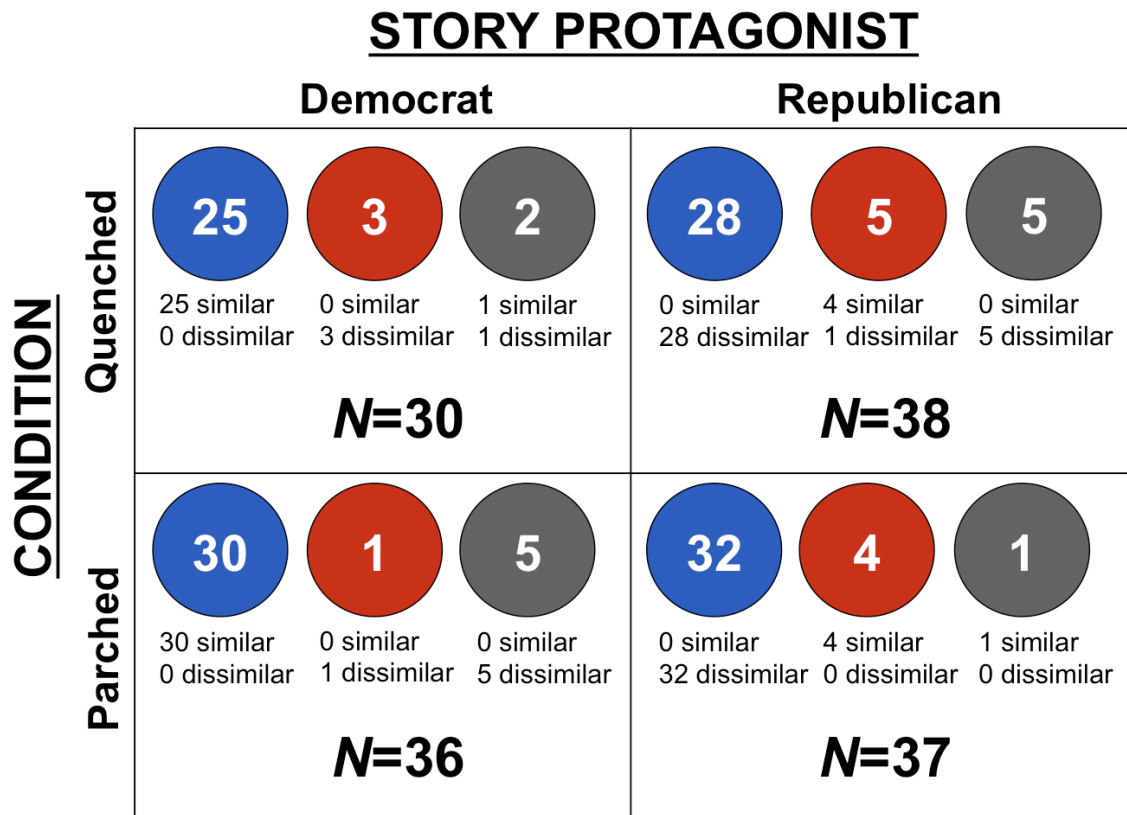 STORY PROTAGONIST
Democrat
Republican
CONDITION
Quenched
25
3
2
25 similar
0 dissimilar
0 similar
3 dissimilar
1 similar
1 dissimilar
N=30
28
5
5
0 similar
28 dissimilar
4 similar
1 dissimilar
0 similar
5 dissimilar
N=38
Parched
30
1
5
30 similar
0 dissimilar
0 similar
1 dissimilar
0 similar
5 dissimilar
N=36
32
4
1
0 similar
32 dissimilar
4 similar
0 dissimilar
1 similar
0 dissimilar
N=37